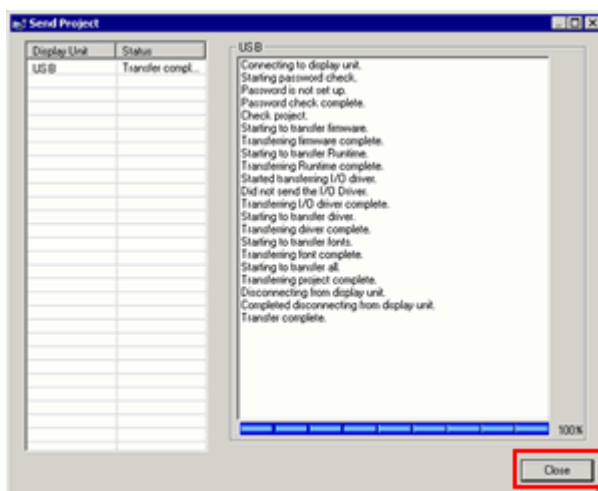 Send Project
Display Unit Status
USB Transfer compl...
USB
Connecting to display unit.
Starting password check.
Password is not set up.
Password check complete.
Check project.
Starting to transfer firmware.
Transferring firmware complete.
Starting to transfer Runtime.
Transferring Runtime complete.
Started transferring I/O driver.
Did not send the I/O Driver.
Transferring I/O driver complete.
Starting to transfer driver.
Transferring driver complete.
Starting to transfer fonts.
Transferring font complete.
Starting to transfer all.
Transferring project complete.
Disconnecting from display unit.
Completed disconnecting from display unit.
Transfer complete.
100%
Close